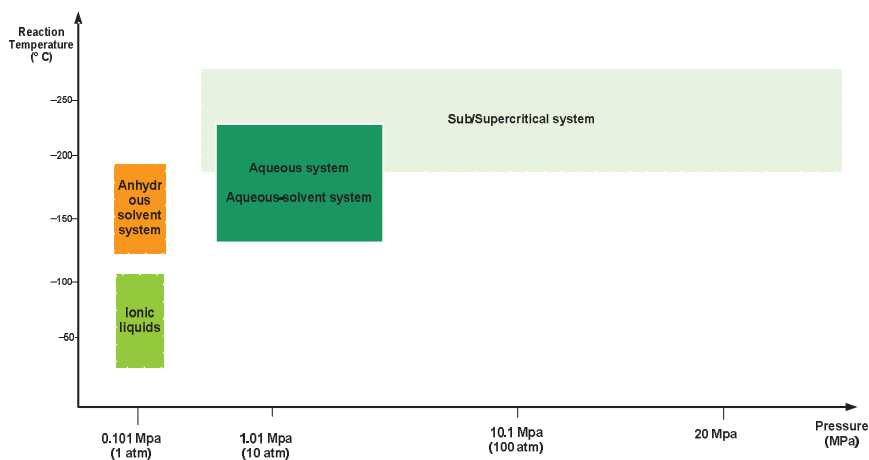 Reaction
Temperature
(° C)
–250
–200
–150
–100
–50
Sub/Supercritical system
Aqueous system
Aqueous-solvent system
Anhydr
ous
solvent
system
Ionic
liquids
0.101 Mpa
(1 atm)
1.01 Mpa
(10 atm)
10.1 Mpa
(100 atm)
20 Mpa
Pressure
(MPa)